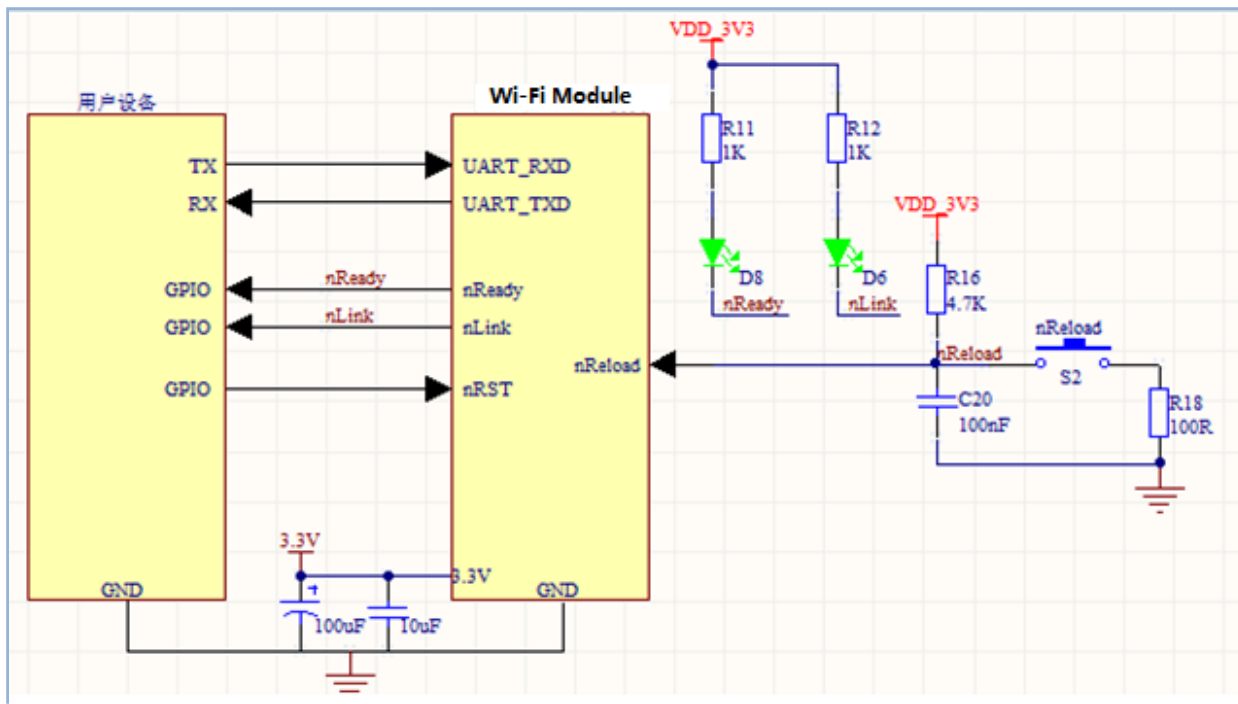 VDD_3V3
用户设备
Wi-Fi Module
R11
1K
R12
1K
TX
UART_RXD
RX
UART_TXD
VDD_3V3
GPIO
nReady
nReady
D8
nReady
D6
nLink
R16
4.7K
GPIO
nLink
nLink
nReload
nReload
nReload
S2
GPIO
nRST
C20
100nF
R18
100R
3.3V
3.3V
GND
GND
100uF
10uF